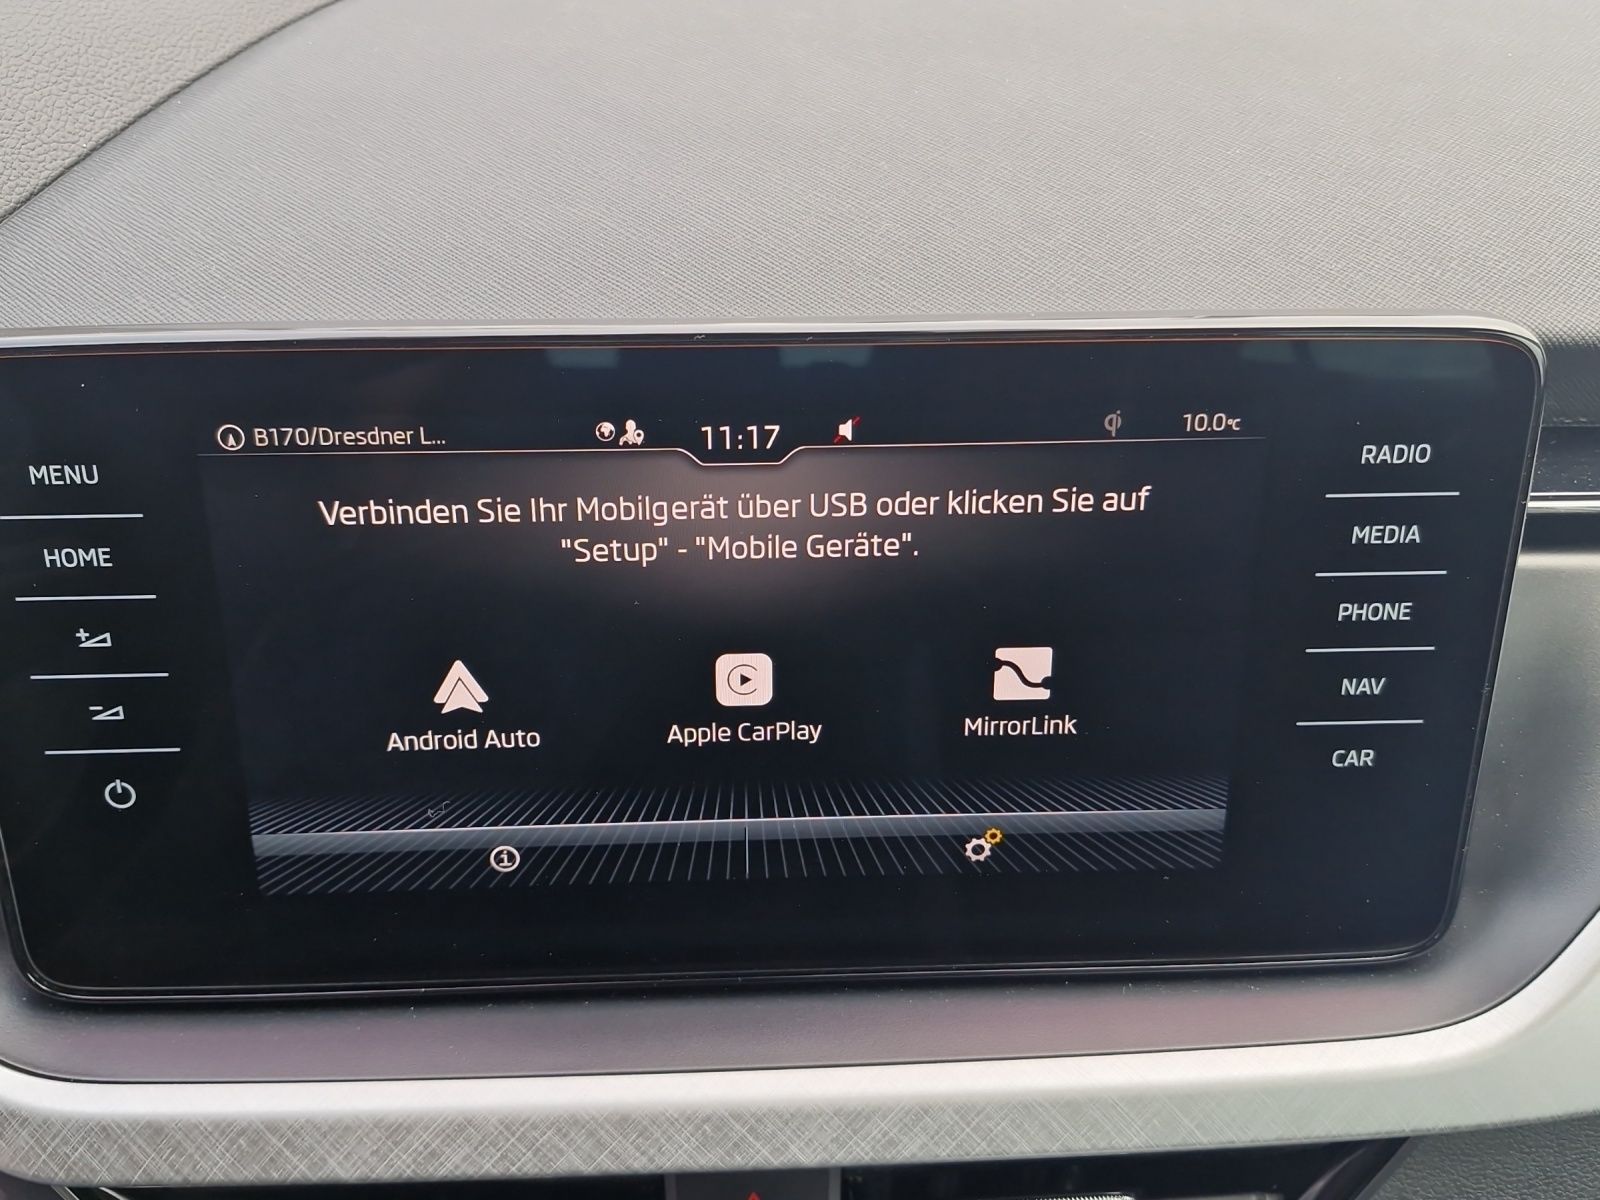 B170/Dresdner L...
11:17
qi
10.0°C
Verbinden Sie Ihr Mobilgerät über USB oder klicken Sie auf
"Setup" - "Mobile Geräte".
Android Auto
Apple CarPlay
MirrorLink
MENU
HOME
RADIO
MEDIA
PHONE
NAV
CAR